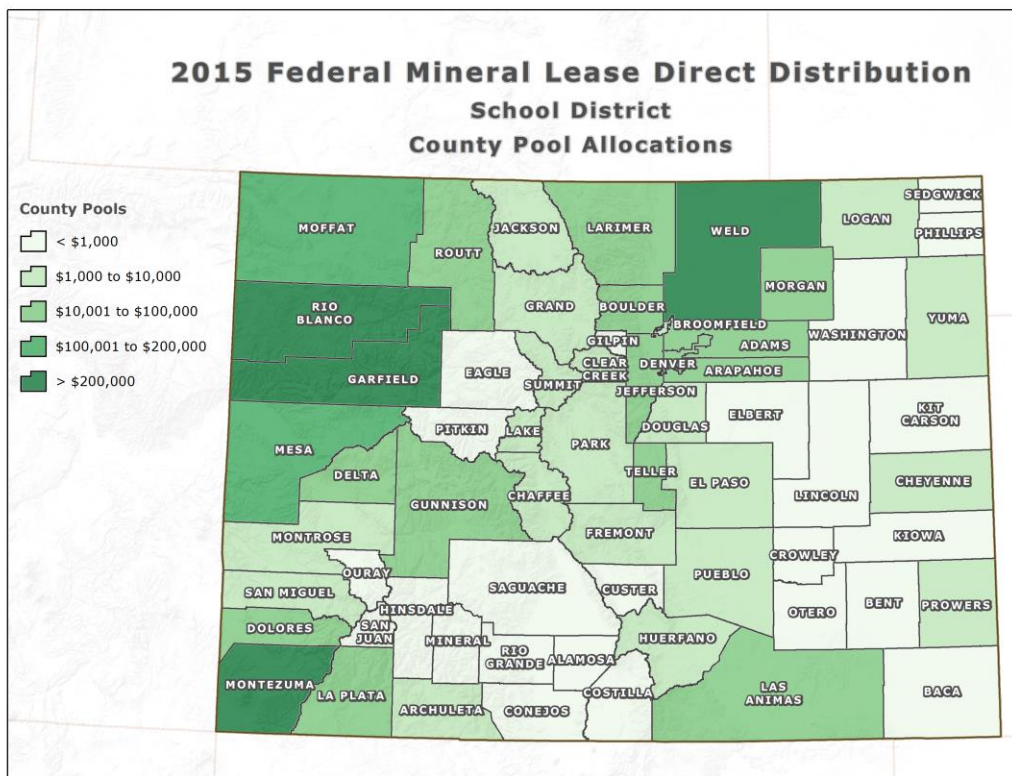 2015 Federal Mineral Lease Direct Distribution
School District
County Pool Allocations
County Pools
< $1,000
$1,000 to $10,000
$10,001 to $100,000
$100,001 to $200,000
> $200,000
MOFFAT
ROUTT
JACKSON
LARIMER
WELD
LOGAN
SEDGWICK
PHILLIPS
RIO
BLANCO
GRAND
BOULDER
MORGAN
BROOMFIELD
WASHINGTON
YUMA
GARFIELD
EAGLE
SUMMIT
GILPIN
CLEAR
CREEK
DENVER
ADAMS
ARAPAHOE
JEFFERSON
PITKIN
LAKE
PARK
DOUGLAS
ELBERT
KIT
CARSON
MESA
DELTA
GUNNISON
CHAFFEE
TELLER
EL PASO
LINCOLN
CHEYENNE
MONTROSE
FREMONT
KIOWA
OURAY
SAGUACHE
CUSTER
PUEBLO
CROWLEY
SAN MIGUEL
HINSDALE
OTERO
BENT
PROWERS
DOLORES
SAN
JUAN
MINERAL
RIO
GRANDE
ALAMOSA
HUERFANO
MONTEZUMA
LA PLATA
ARCHULETA
CONEJOS
COSTILLA
LAS
ANIMAS
BACA